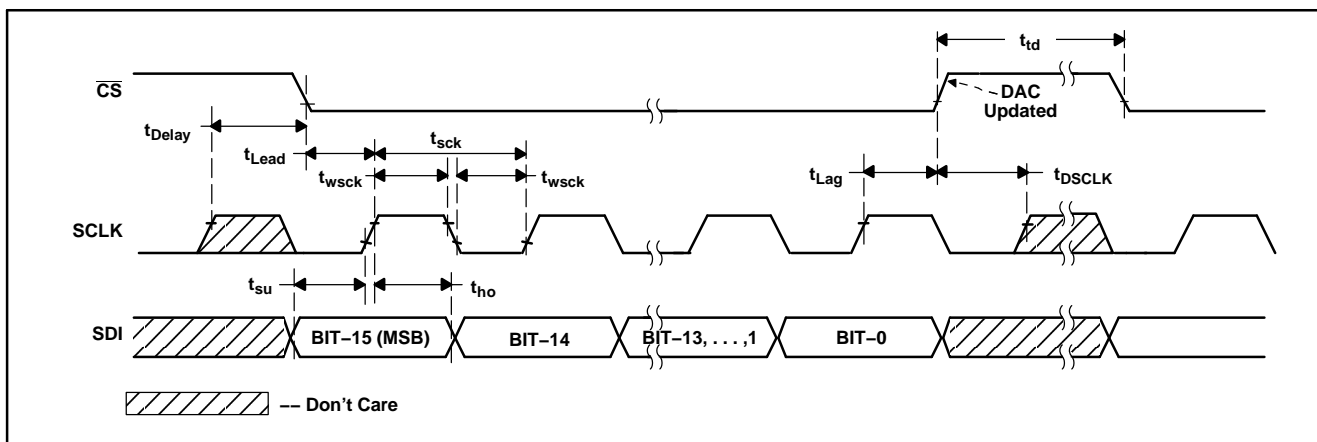 t_td
CS
DAC
Updated
t_Delay
t_Lead
t_sck
t_wsck
t_wsck
t_Lag
t_DSCLK
SCLK
t_su
t_ho
SDI
BIT−15 (MSB)
BIT−14
BIT−13, . . . ,1
BIT−0
−− Don't Care